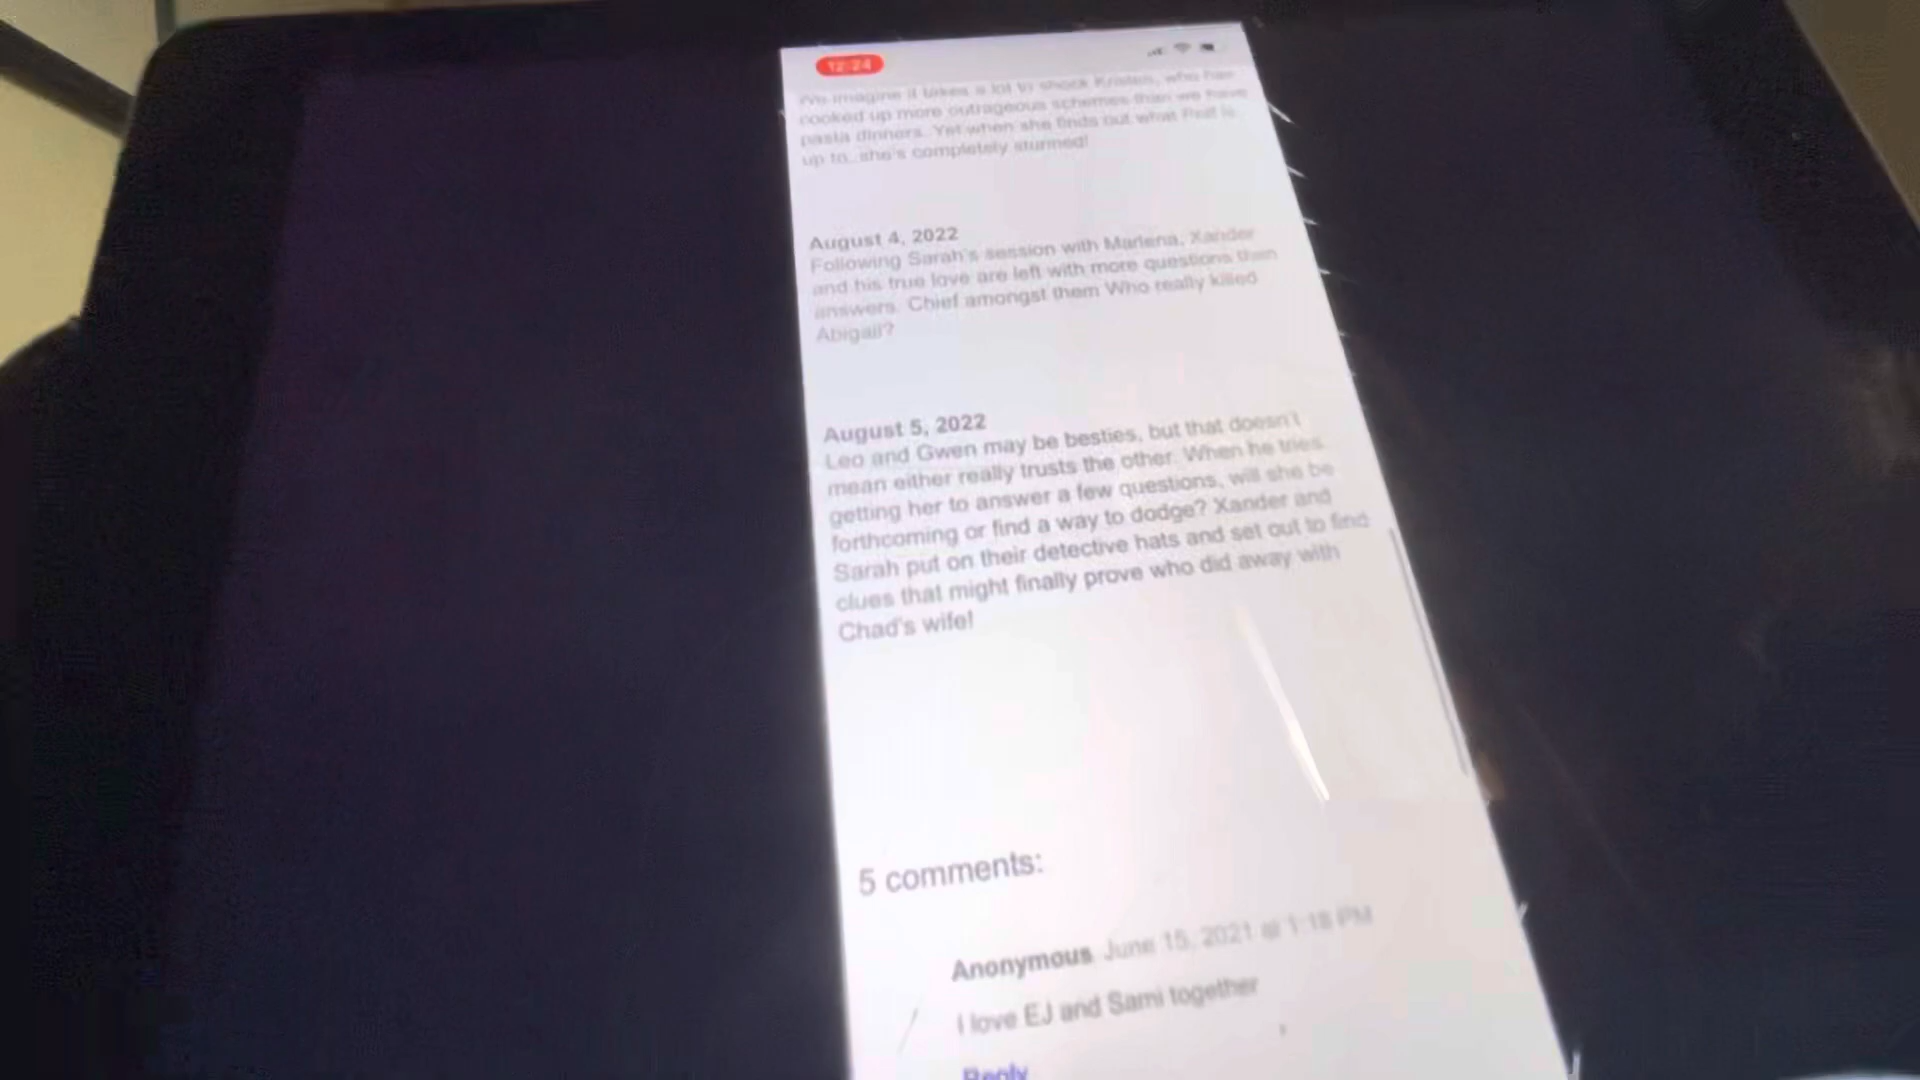 12:24
We imagine it takes a lot to shock Kristen, who has
cooked up more outrageous schemes than we have
pasta dinners. Yet when she finds out what that is
up to, she's completely stunned!
August 4, 2022
Following Sarah's session with Marlena, Xander
and his true love are left with more questions than
answers. Chief amongst them Who really killed
Abigail?
August 5, 2022
Leo and Gwen may be besties, but that doesn't
mean either really trusts the other. When he tries
getting her to answer a few questions, will she be
forthcoming or find a way to dodge? Xander and
Sarah put on their detective hats and set out to find
clues that might finally prove who did away with
Chad's wife!
5 comments:
Anonymous June 15, 2021 at 1:18 PM
I love EJ and Sami together
Reply